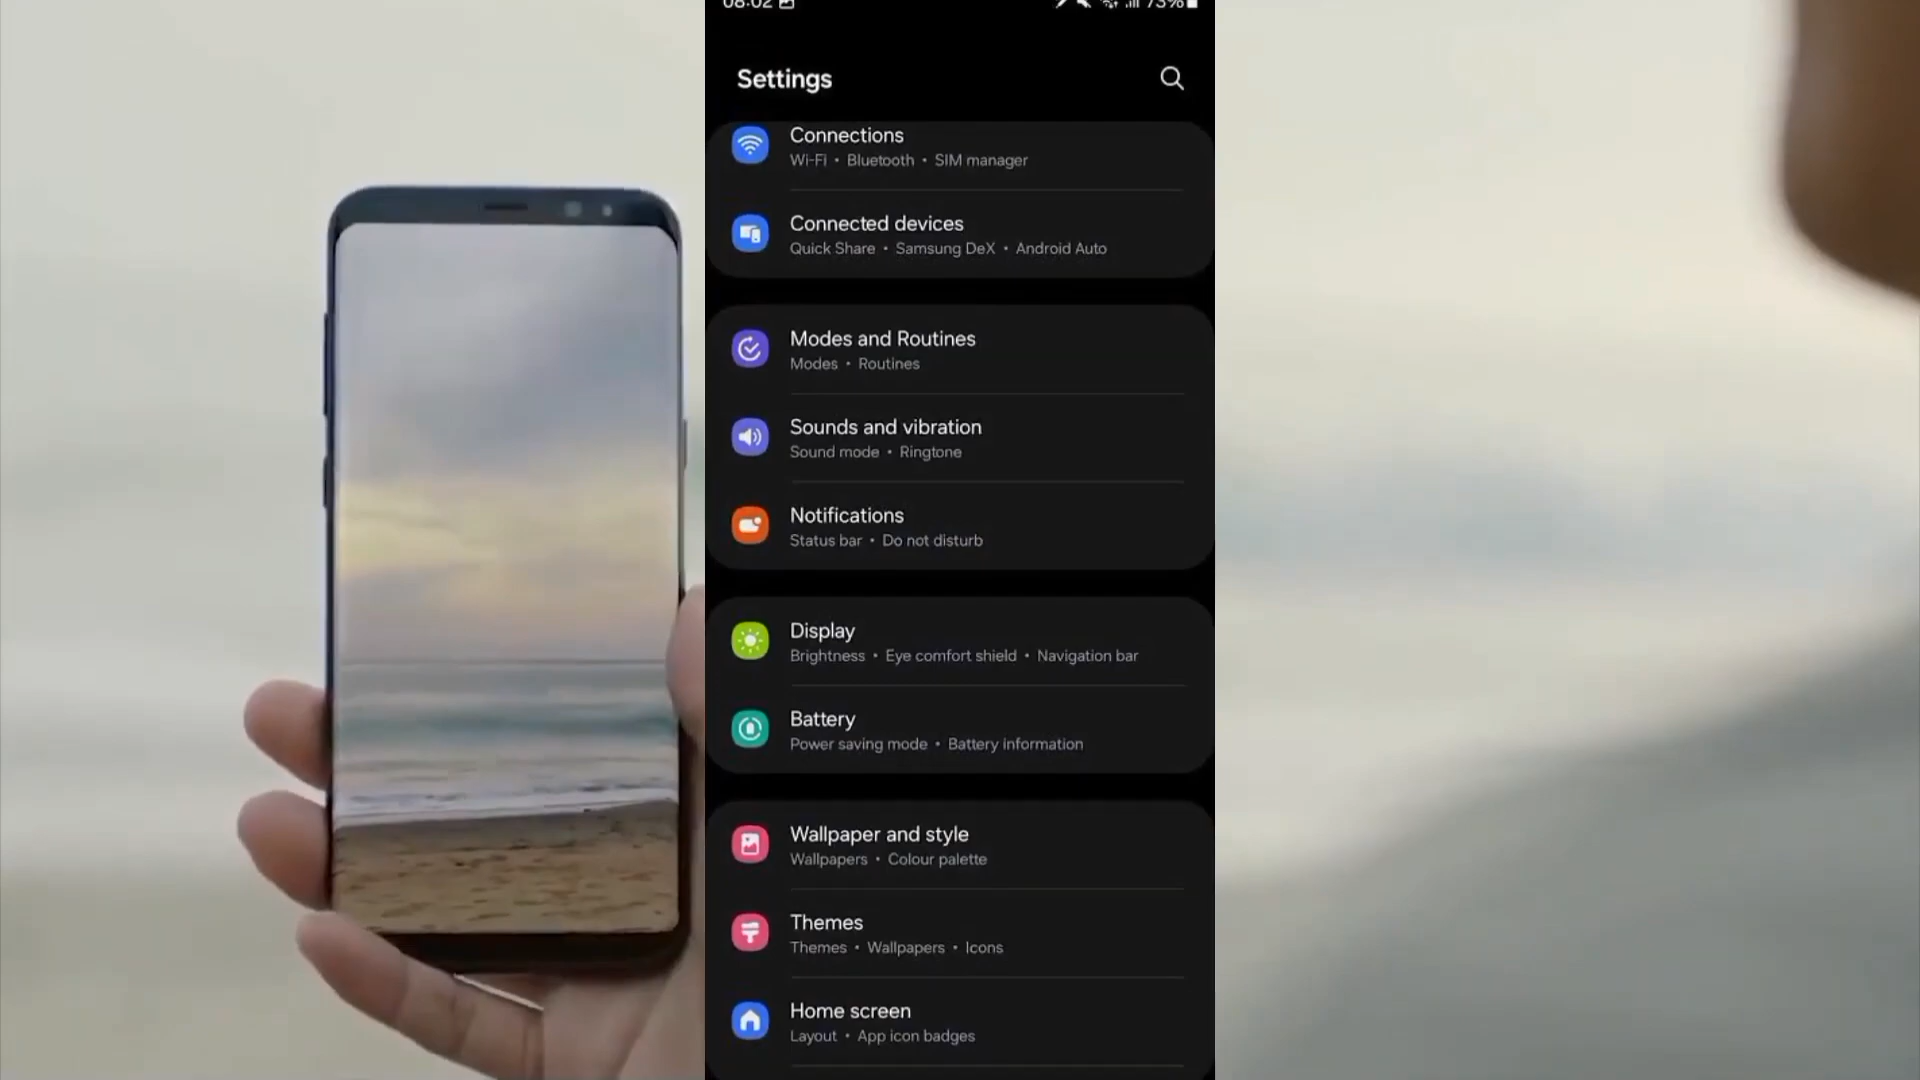 08:02
73%
Settings
Connections
Wi-Fi • Bluetooth • SIM manager
Connected devices
Quick Share • Samsung DeX • Android Auto
Modes and Routines
Modes • Routines
Sounds and vibration
Sound mode • Ringtone
Notifications
Status bar • Do not disturb
Display
Brightness • Eye comfort shield • Navigation bar
Battery
Power saving mode • Battery information
Wallpaper and style
Wallpapers • Colour palette
Themes
Themes • Wallpapers • Icons
Home screen
Layout • App icon badges